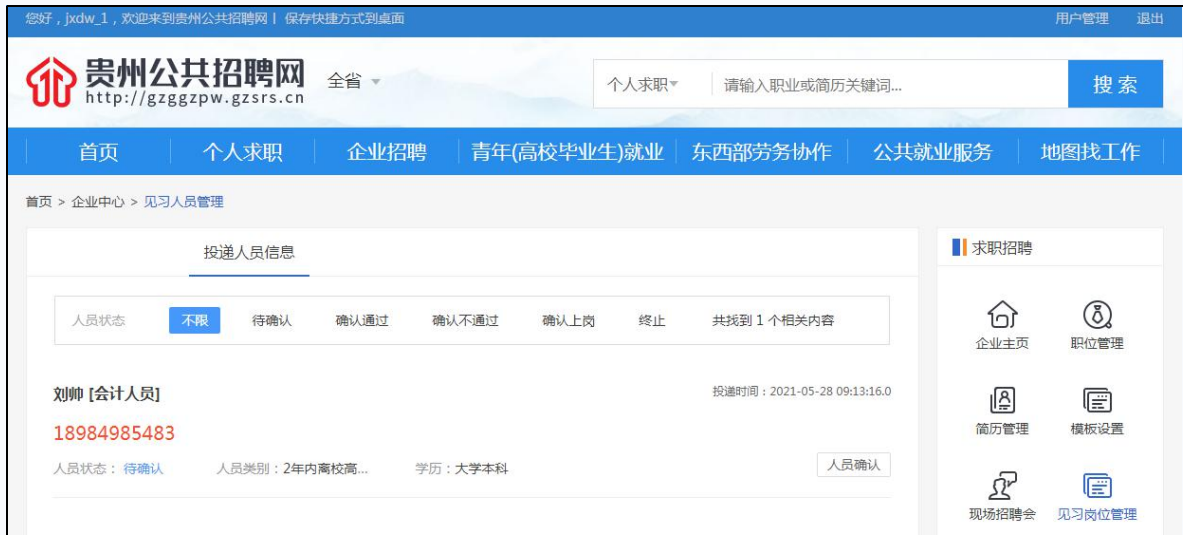 您好，jxdw_1，欢迎来到贵州公共招聘网丨 保存快捷方式到桌面 用户管理 退出
贵州公共招聘网
http://gzggzpw.gzsrs.cn
全省 个人求职 请输入职业或简历关键词... 搜 索
首页 个人求职 企业招聘 青年(高校毕业生)就业 东西部劳务协作 公共就业服务 地图找工作
首页 > 企业中心 > 见习人员管理
投递人员信息
人员状态 不限 待确认 确认通过 确认不通过 确认上岗 终止 共找到 1 个相关内容
刘帅 [会计人员] 投递时间：2021-05-28 09:13:16.0
18984985483
人员状态：待确认 人员类别：2年内离校高... 学历：大学本科 人员确认
求职招聘
企业主页 职位管理
简历管理 模板设置
现场招聘会 见习岗位管理